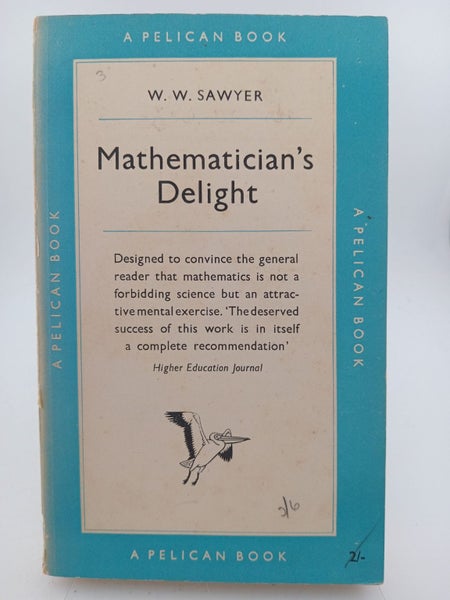 A PELICAN BOOK
3
W. W. SAWYER
Mathematician's
Delight
Designed to convince the general
reader that mathematics is not a
forbidding science but an attrac-
tive mental exercise. 'The deserved
success of this work is in itself
a complete recommendation'
Higher Education Journal
A PELICAN BOOK
A PELICAN BOOK
3/6
A PELICAN BOOK
2/-